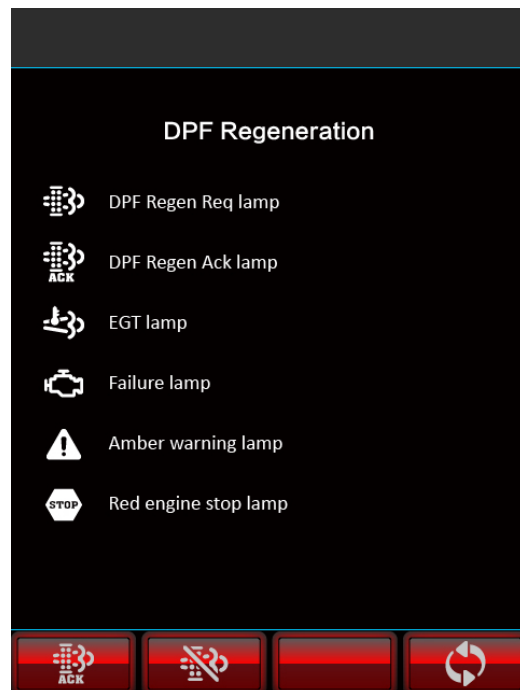 DPF Regeneration
DPF Regen Req lamp
ACK
DPF Regen Ack lamp
EGT lamp
Failure lamp
Amber warning lamp
STOP
Red engine stop lamp
ACK